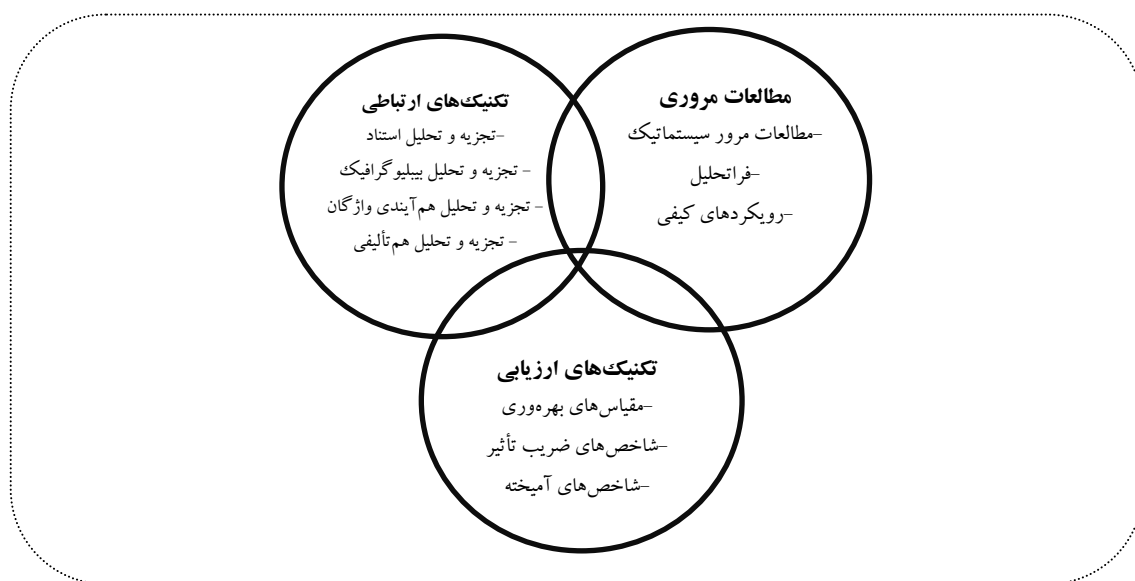 مطالعات مروری
-مطالعات مرور سیستماتیک
-فراتحلیل
-رویکردهای کیفی
تکنیک‌های ارتباطی
-تجزیه و تحلیل استناد
- تجزیه و تحلیل بیبلیوگرافیک
- تجزیه و تحلیل هم‌آیندی واژگان
- تجزیه و تحلیل هم‌تألیفی
تکنیک‌های ارزیابی
-مقیاس‌های بهره‌وری
-شاخص‌های ضریب تأثیر
-شاخص‌های آمیخته